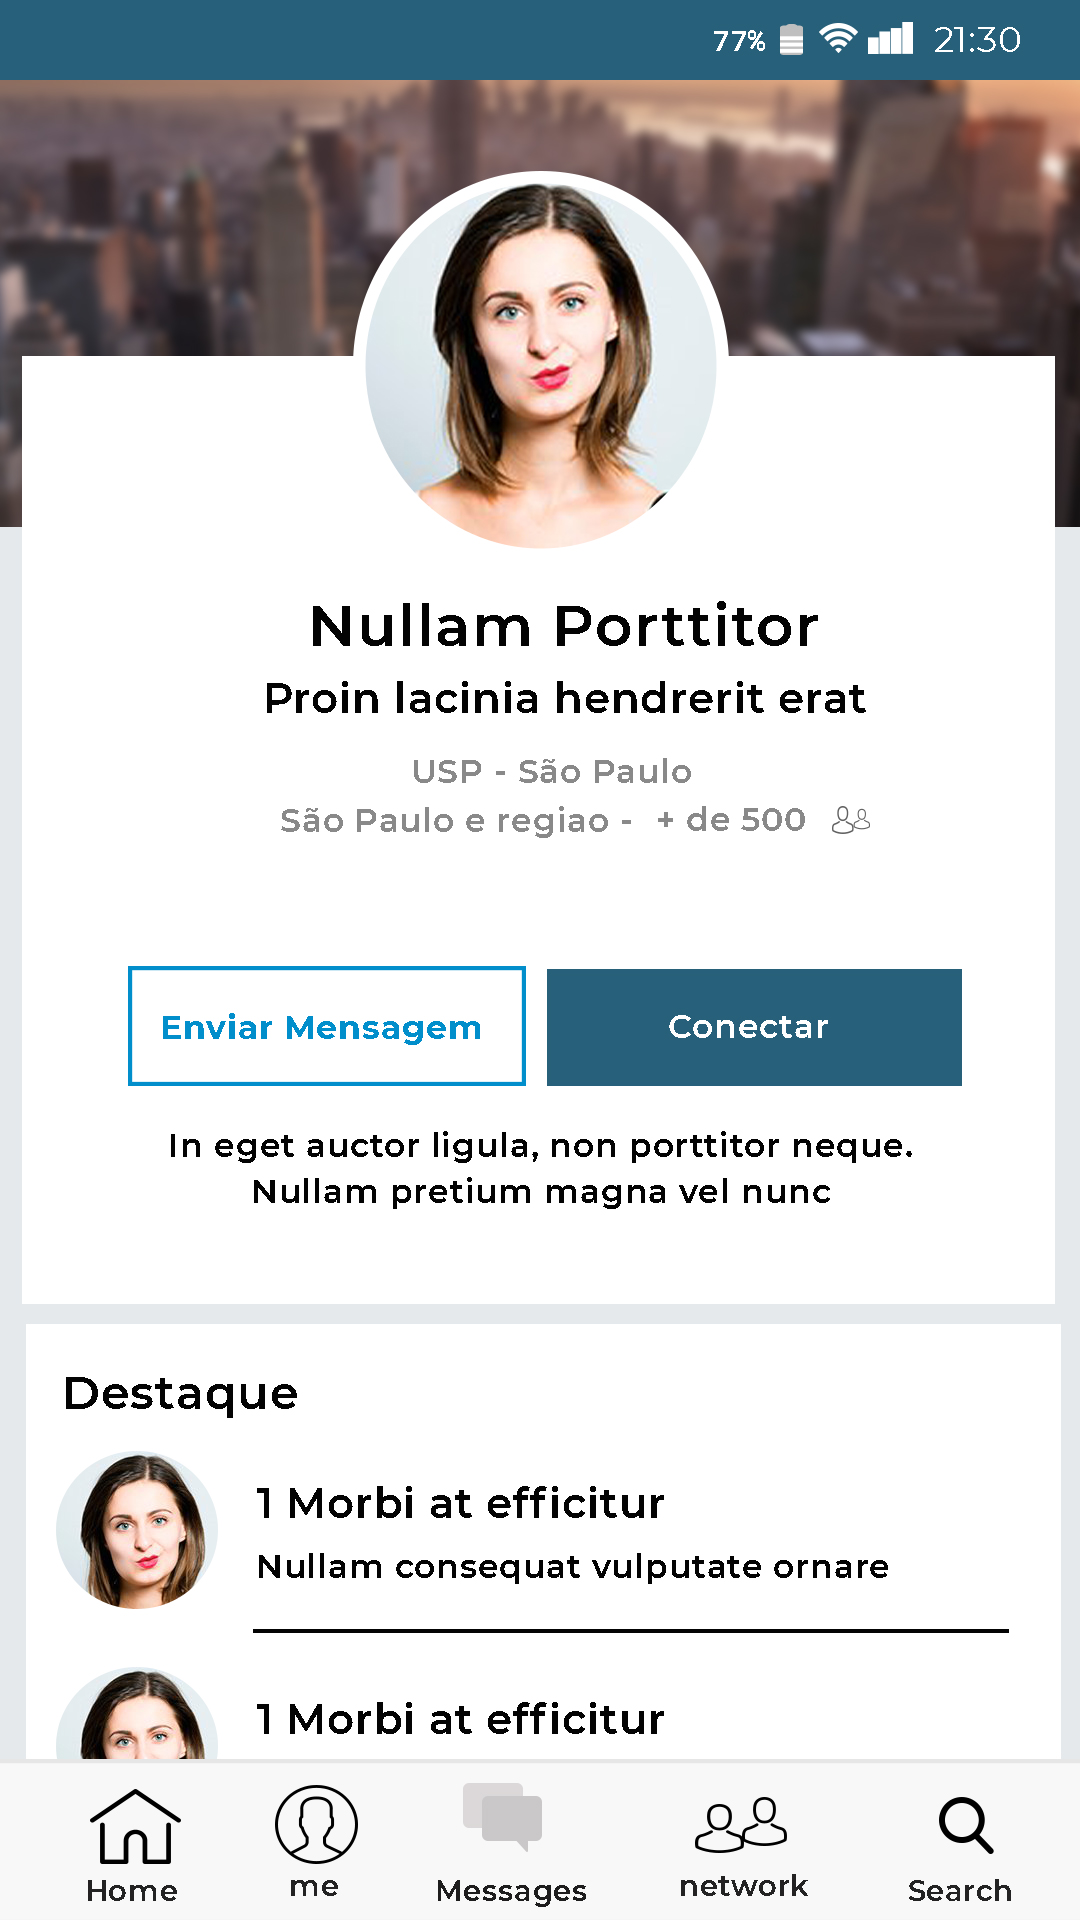 77% 21:30
Nullam Porttitor
Proin lacinia hendrerit erat
USP - São Paulo
São Paulo e regiao - + de 500
Enviar Mensagem
Conectar
In eget auctor ligula, non porttitor neque.
Nullam pretium magna vel nunc
Destaque
1 Morbi at efficitur
Nullam consequat vulputate ornare
1 Morbi at efficitur
Home
me
Messages
network
Search